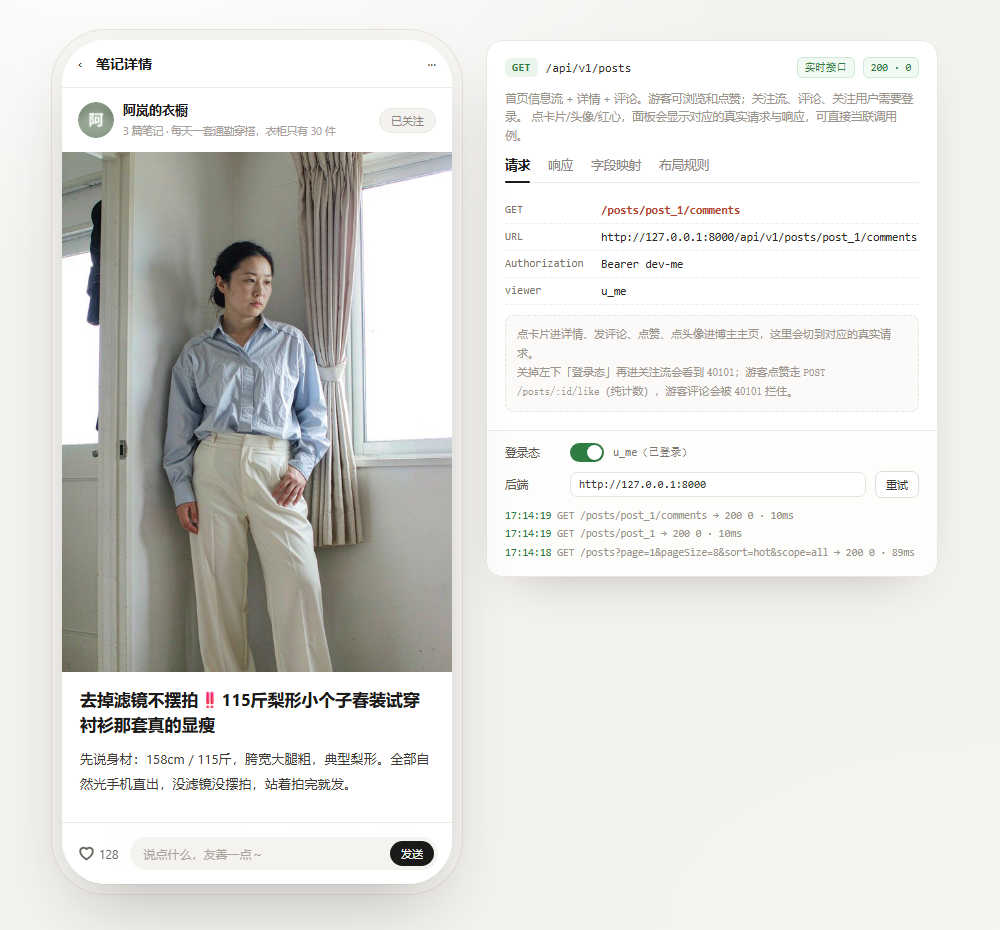 ‹ 笔记详情 ···
阿
阿岚的衣橱
3 篇笔记 · 每天一套通勤穿搭，衣柜只有 30 件
已关注
去掉滤镜不摆拍‼️115斤梨形小个子春装试穿
衬衫那套真的显瘦
先说身材：158cm / 115斤，胯宽大腿粗，典型梨形。全部自
然光手机直出，没滤镜没摆拍，站着拍完就发。
128
说点什么，友善一点～
发送
GET /api/v1/posts 实时接口 200 · 0
首页信息流 + 详情 + 评论。游客可浏览和点赞；关注流、评论、关注用户需要登
录。 点卡片/头像/红心，面板会显示对应的真实请求与响应，可直接当联调用
例。
请求 响应 字段映射 布局规则
GET /posts/post_1/comments
URL http://127.0.0.1:8000/api/v1/posts/post_1/comments
Authorization Bearer dev-me
viewer u_me
点卡片进详情、发评论、点赞、点头像进博主主页，这里会切到对应的真实请
求。
关掉左下「登录态」再进关注流会看到 40101；游客点赞走 POST
/posts/:id/like（纯计数），游客评论会被 40101 拦住。
登录态 u_me（已登录）
后端 http://127.0.0.1:8000 重试
17:14:19 GET /posts/post_1/comments → 200 0 · 10ms
17:14:19 GET /posts/post_1 → 200 0 · 10ms
17:14:18 GET /posts?page=1&pageSize=8&sort=hot&scope=all → 200 0 · 89ms